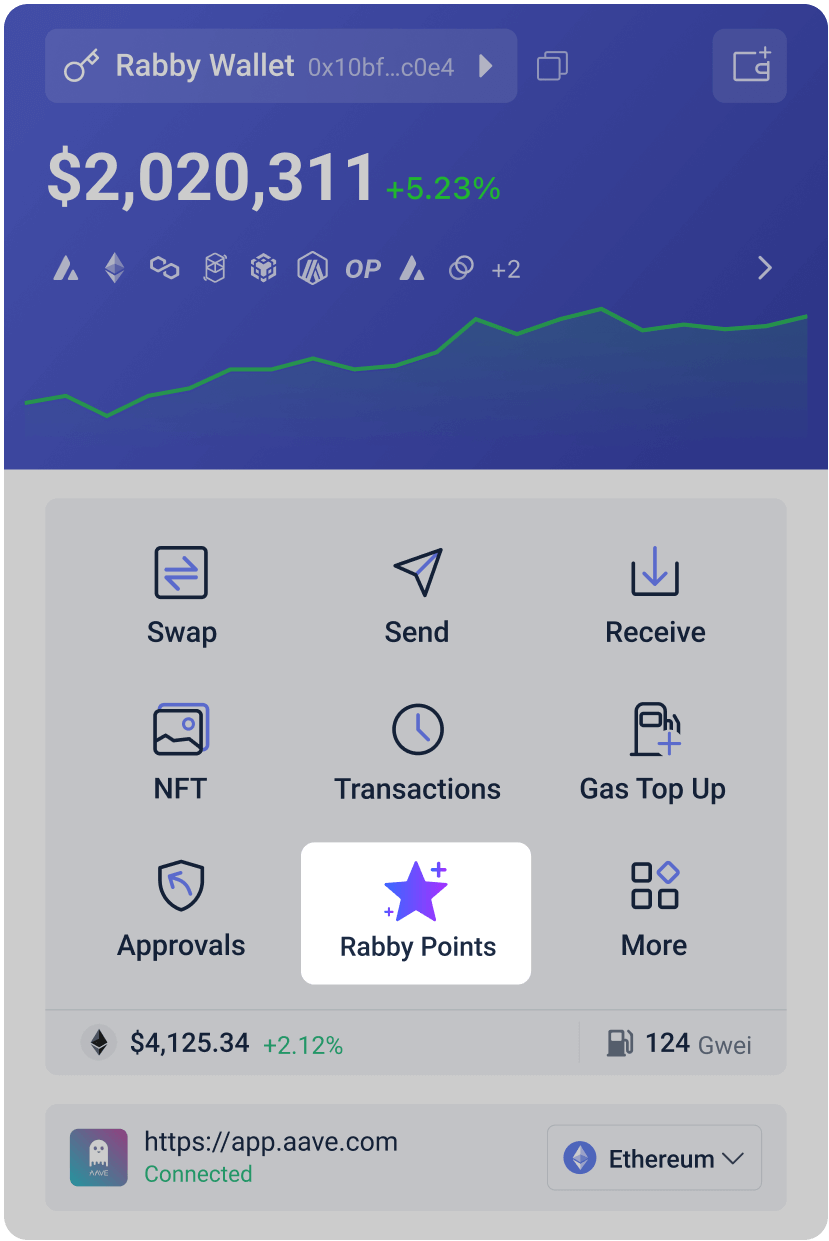 Rabby Wallet 0x10bf...c0e4
$2,020,311 +5.23%
OP +2
Swap
Send
Receive
NFT
Transactions
Gas Top Up
Approvals
Rabby Points
More
$4,125.34 +2.12%
124 Gwei
https://app.aave.com
AAVE
Connected
Ethereum